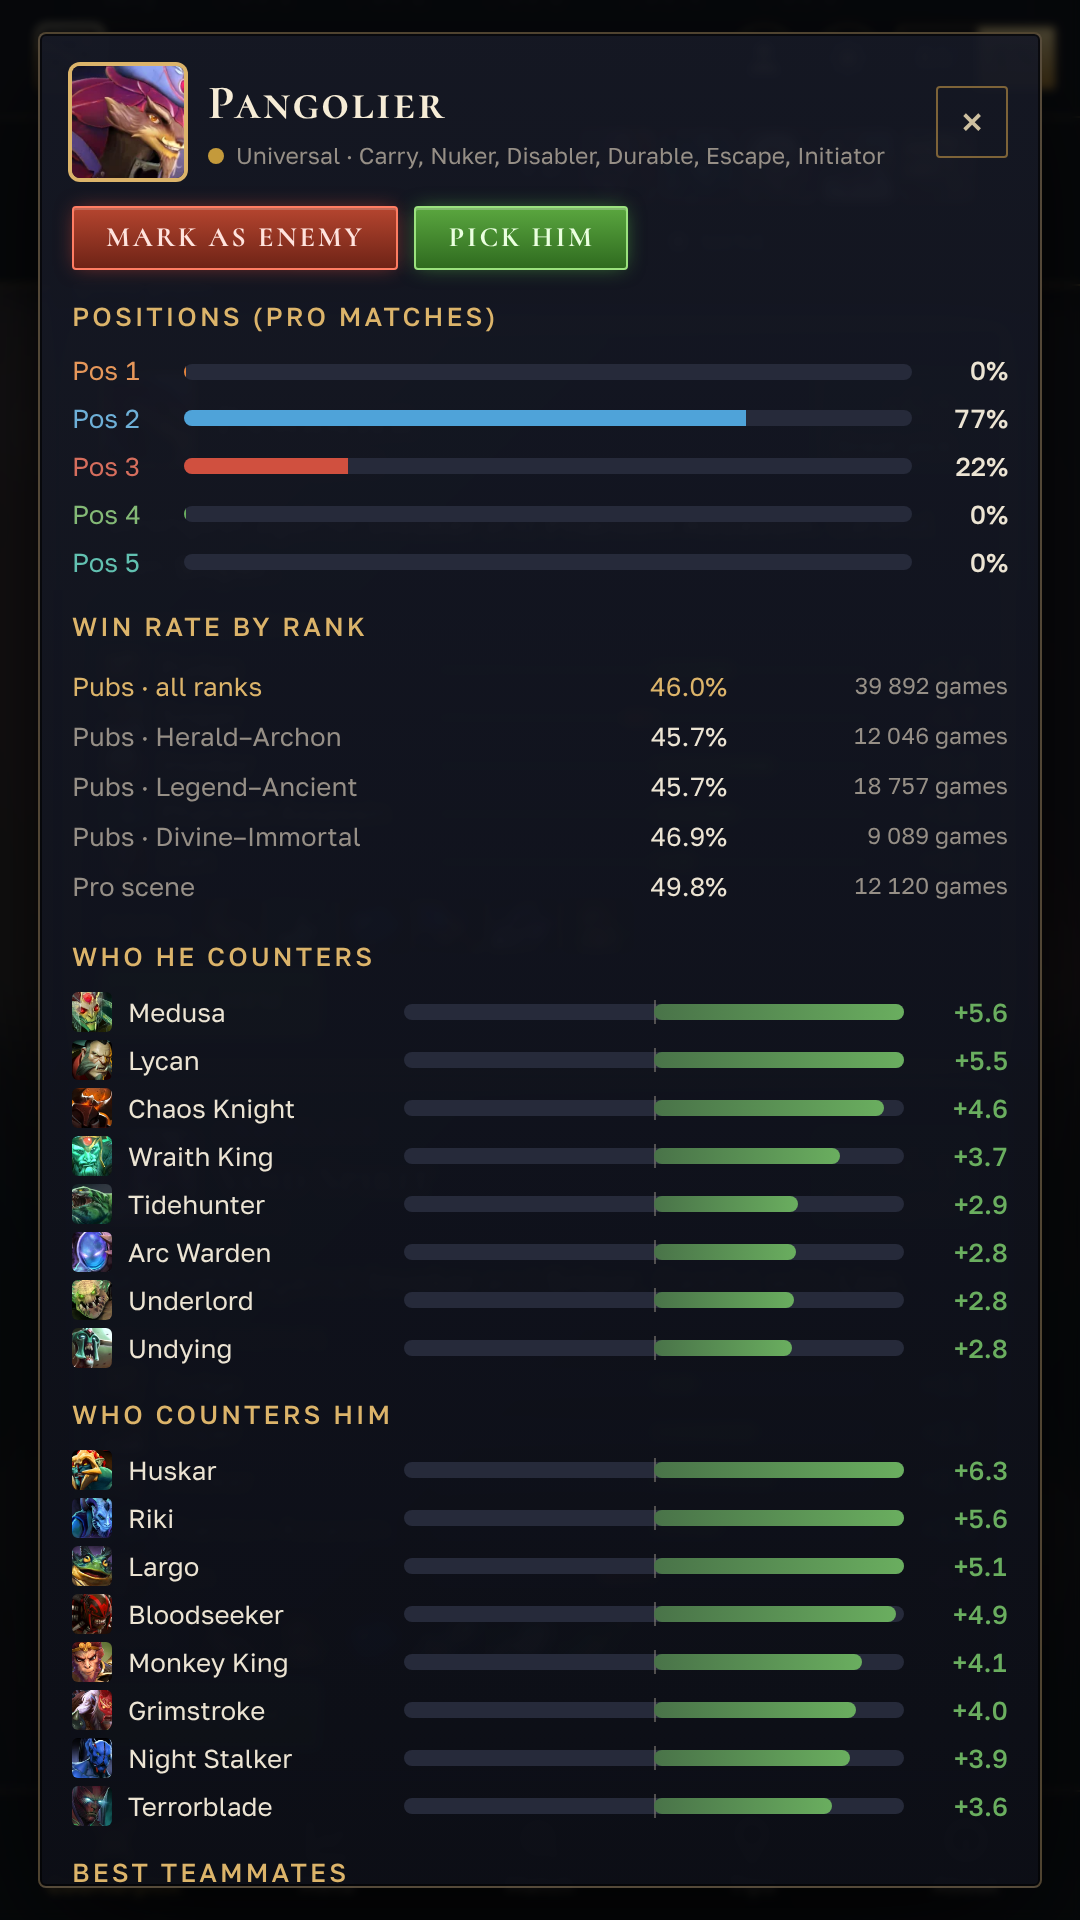 PANGOLIER
×
Universal · Carry, Nuker, Disabler, Durable, Escape, Initiator
MARK AS ENEMY
PICK HIM
POSITIONS (PRO MATCHES)
Pos 1 0%
Pos 2 77%
Pos 3 22%
Pos 4 0%
Pos 5 0%
WIN RATE BY RANK
Pubs · all ranks 46.0% 39 892 games
Pubs · Herald–Archon 45.7% 12 046 games
Pubs · Legend–Ancient 45.7% 18 757 games
Pubs · Divine–Immortal 46.9% 9 089 games
Pro scene 49.8% 12 120 games
WHO HE COUNTERS
Medusa +5.6
Lycan +5.5
Chaos Knight +4.6
Wraith King +3.7
Tidehunter +2.9
Arc Warden +2.8
Underlord +2.8
Undying +2.8
WHO COUNTERS HIM
Huskar +6.3
Riki +5.6
Largo +5.1
Bloodseeker +4.9
Monkey King +4.1
Grimstroke +4.0
Night Stalker +3.9
Terrorblade +3.6
BEST TEAMMATES